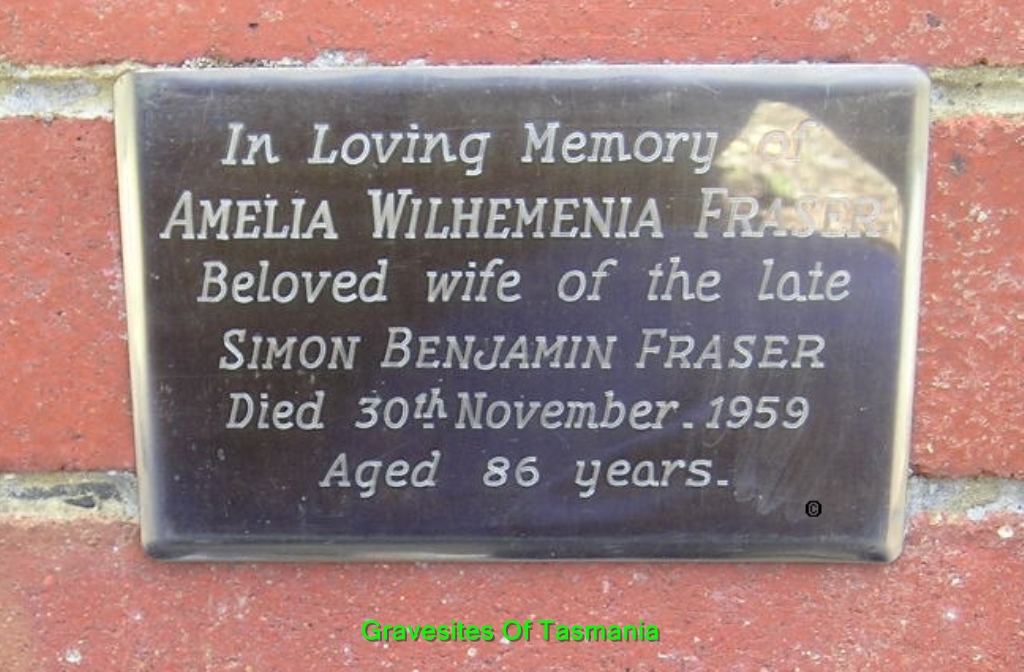 In Loving Memory of
AMELIA WILHEMENIA FRASER
Beloved wife of the late
SIMON BENJAMIN FRASER
Died 30th November. 1959
Aged 86 years.
©
Gravesites Of Tasmania